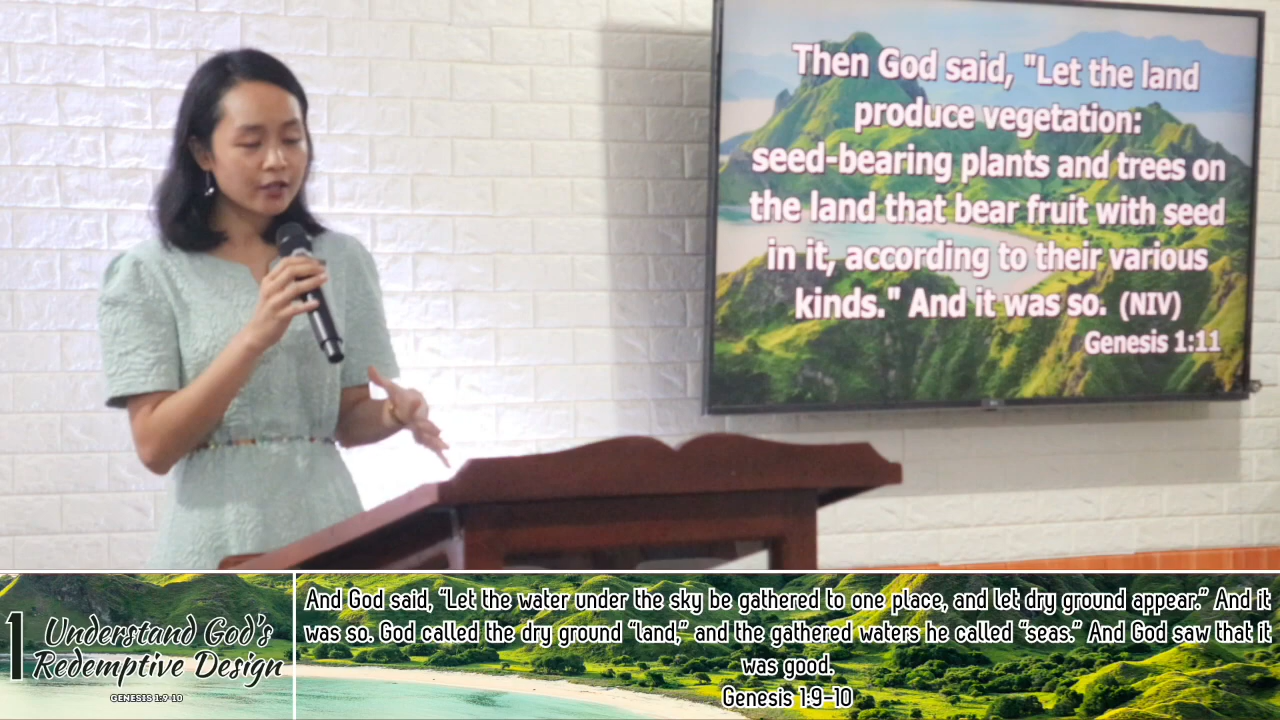 Then God said, "Let the land
produce vegetation:
seed-bearing plants and trees on
the land that bear fruit with seed
in it, according to their various
kinds." And it was so. (NIV)
Genesis 1:11
1 Understand God's
Redemptive Design
GENESIS 1:9-10
And God said, “Let the water under the sky be gathered to one place, and let dry ground appear.” And it
was so. God called the dry ground “land,” and the gathered waters he called “seas.” And God saw that it
was good.
Genesis 1:9-10